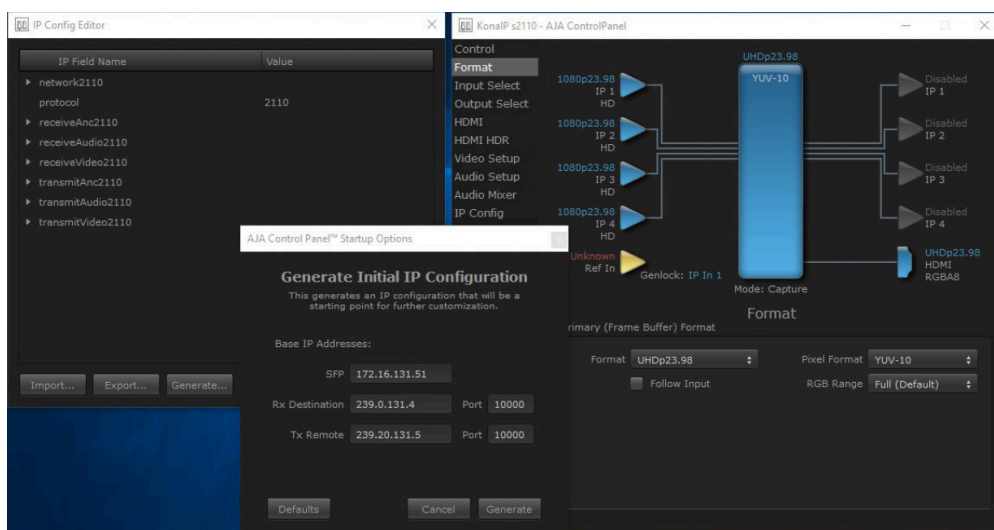 IP Config Editor
IP Field Name Value
network2110
protocol 2110
receiveAnc2110
receiveAudio2110
receiveVideo2110
transmitAnc2110
transmitAudio2110
transmitVideo2110
Import... Export... Generate...
AJA Control Panel™ Startup Options
Generate Initial IP Configuration
This generates an IP configuration that will be a
starting point for further customization.
Base IP Addresses:
SFP 172.16.131.51
Rx Destination 239.0.131.4 Port 10000
Tx Remote 239.20.131.5 Port 10000
Defaults Cancel Generate
KonaIP s2110 - AJA ControlPanel
Control
Format
Input Select
Output Select
HDMI
HDMI HDR
Video Setup
Audio Setup
Audio Mixer
IP Config
1080p23.98
IP 1
HD
1080p23.98
IP 2
HD
1080p23.98
IP 3
HD
1080p23.98
IP 4
HD
Unknown
Ref In
Genlock: IP In 1
UHDp23.98
YUV-10
Mode: Capture
Disabled
IP 1
Disabled
IP 2
Disabled
IP 3
Disabled
IP 4
UHDp23.98
HDMI
RGBA8
Format
rimary (Frame Buffer) Format
Format UHDp23.98 Pixel Format YUV-10
Follow Input RGB Range Full (Default)